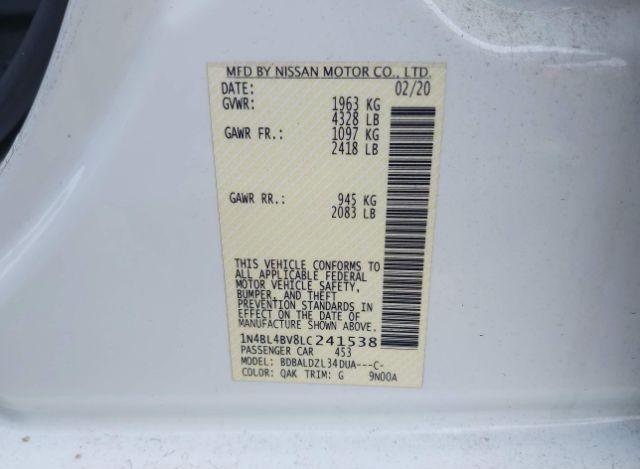 MFD BY NISSAN MOTOR CO., LTD.
DATE: 02/20
GVWR: 1963 KG
4328 LB
GAWR FR.: 1097 KG
2418 LB
GAWR RR.: 945 KG
2083 LB
THIS VEHICLE CONFORMS TO
ALL APPLICABLE FEDERAL
MOTOR VEHICLE SAFETY,
BUMPER, AND THEFT
PREVENTION STANDARDS IN
EFFECT ON THE DATE OF
MANUFACTURE SHOWN ABOVE.
1N4BL4BV8LC241538
PASSENGER CAR 453
MODEL: BDBALDZL34DUA---C-
COLOR: QAK TRIM: G 9N00A